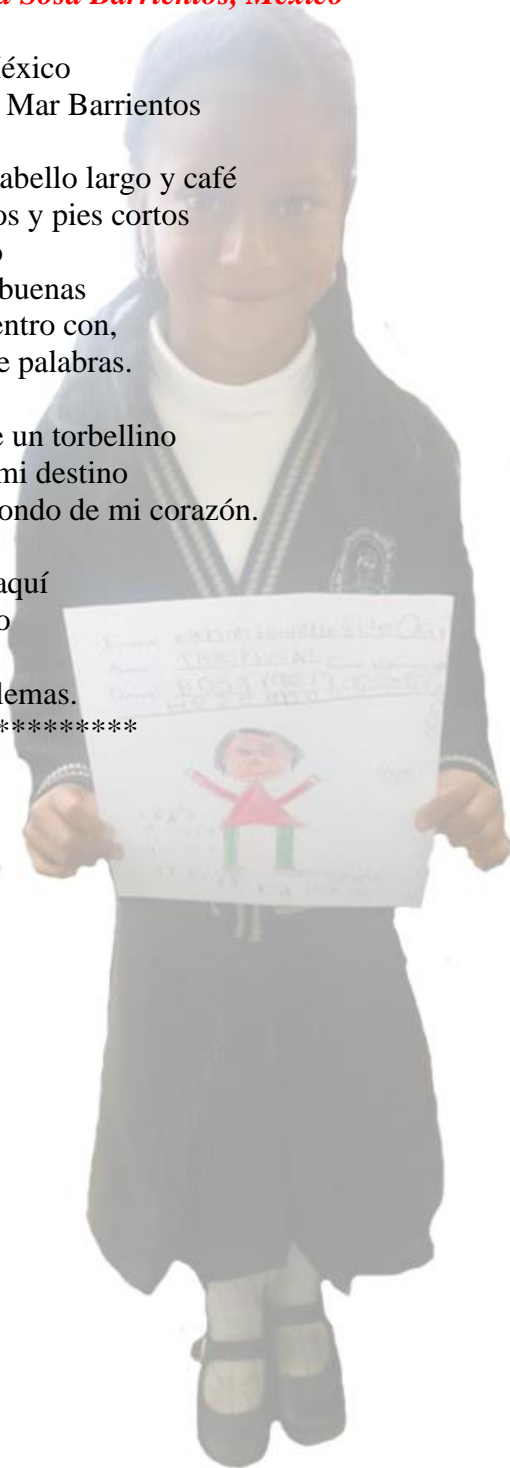 a Sosa Barrientos, México
éxico
Mar Barrientos
abello largo y café
os y pies cortos
o
buenas
entro con,
e palabras.
e un torbellino
mi destino
ondo de mi corazón.
aquí
o
lemas.
*********